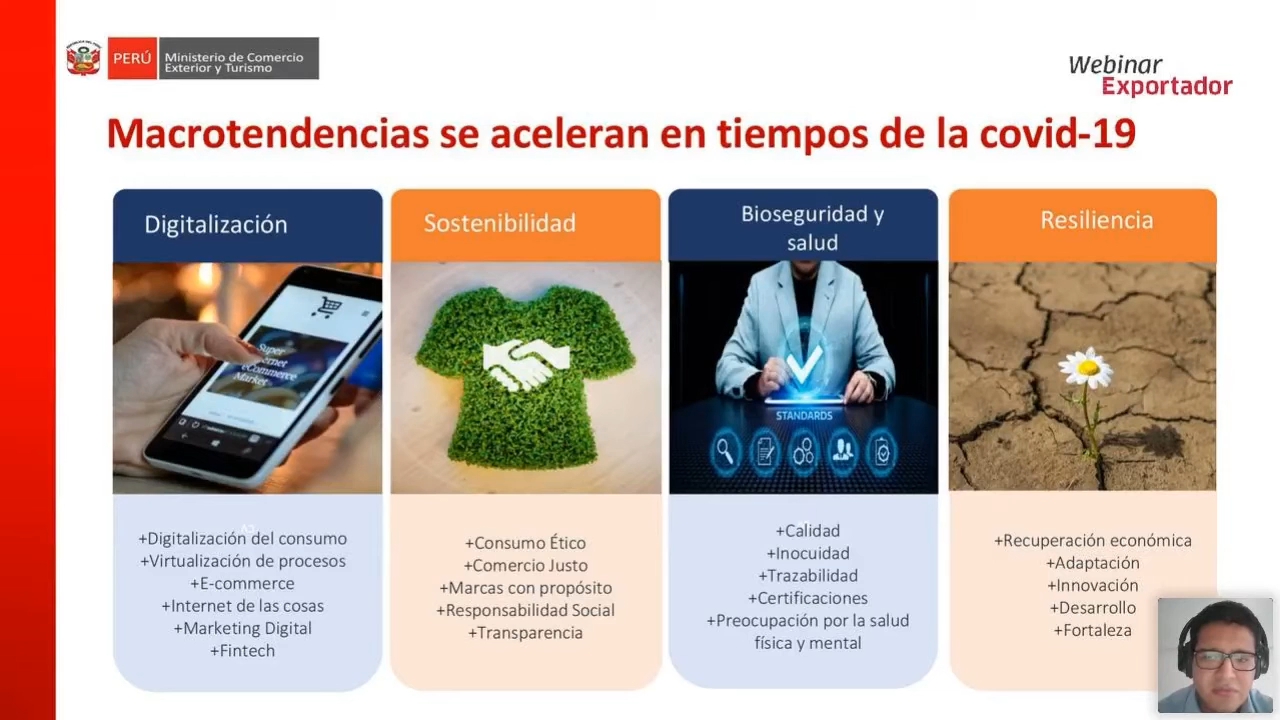 PERÚ
Ministerio de Comercio
Exterior y Turismo
Webinar
Exportador
Macrotendencias se aceleran en tiempos de la covid-19
Digitalización
Super
eCommerce
Market
+Digitalización del consumo
+Virtualización de procesos
+E-commerce
+Internet de las cosas
+Marketing Digital
+Fintech
Sostenibilidad
+Consumo Ético
+Comercio Justo
+Marcas con propósito
+Responsabilidad Social
+Transparencia
Bioseguridad y
salud
STANDARDS
+Calidad
+Inocuidad
+Trazabilidad
+Certificaciones
+Preocupación por la salud
física y mental
Resiliencia
+Recuperación económica
+Adaptación
+Innovación
+Desarrollo
+Fortaleza